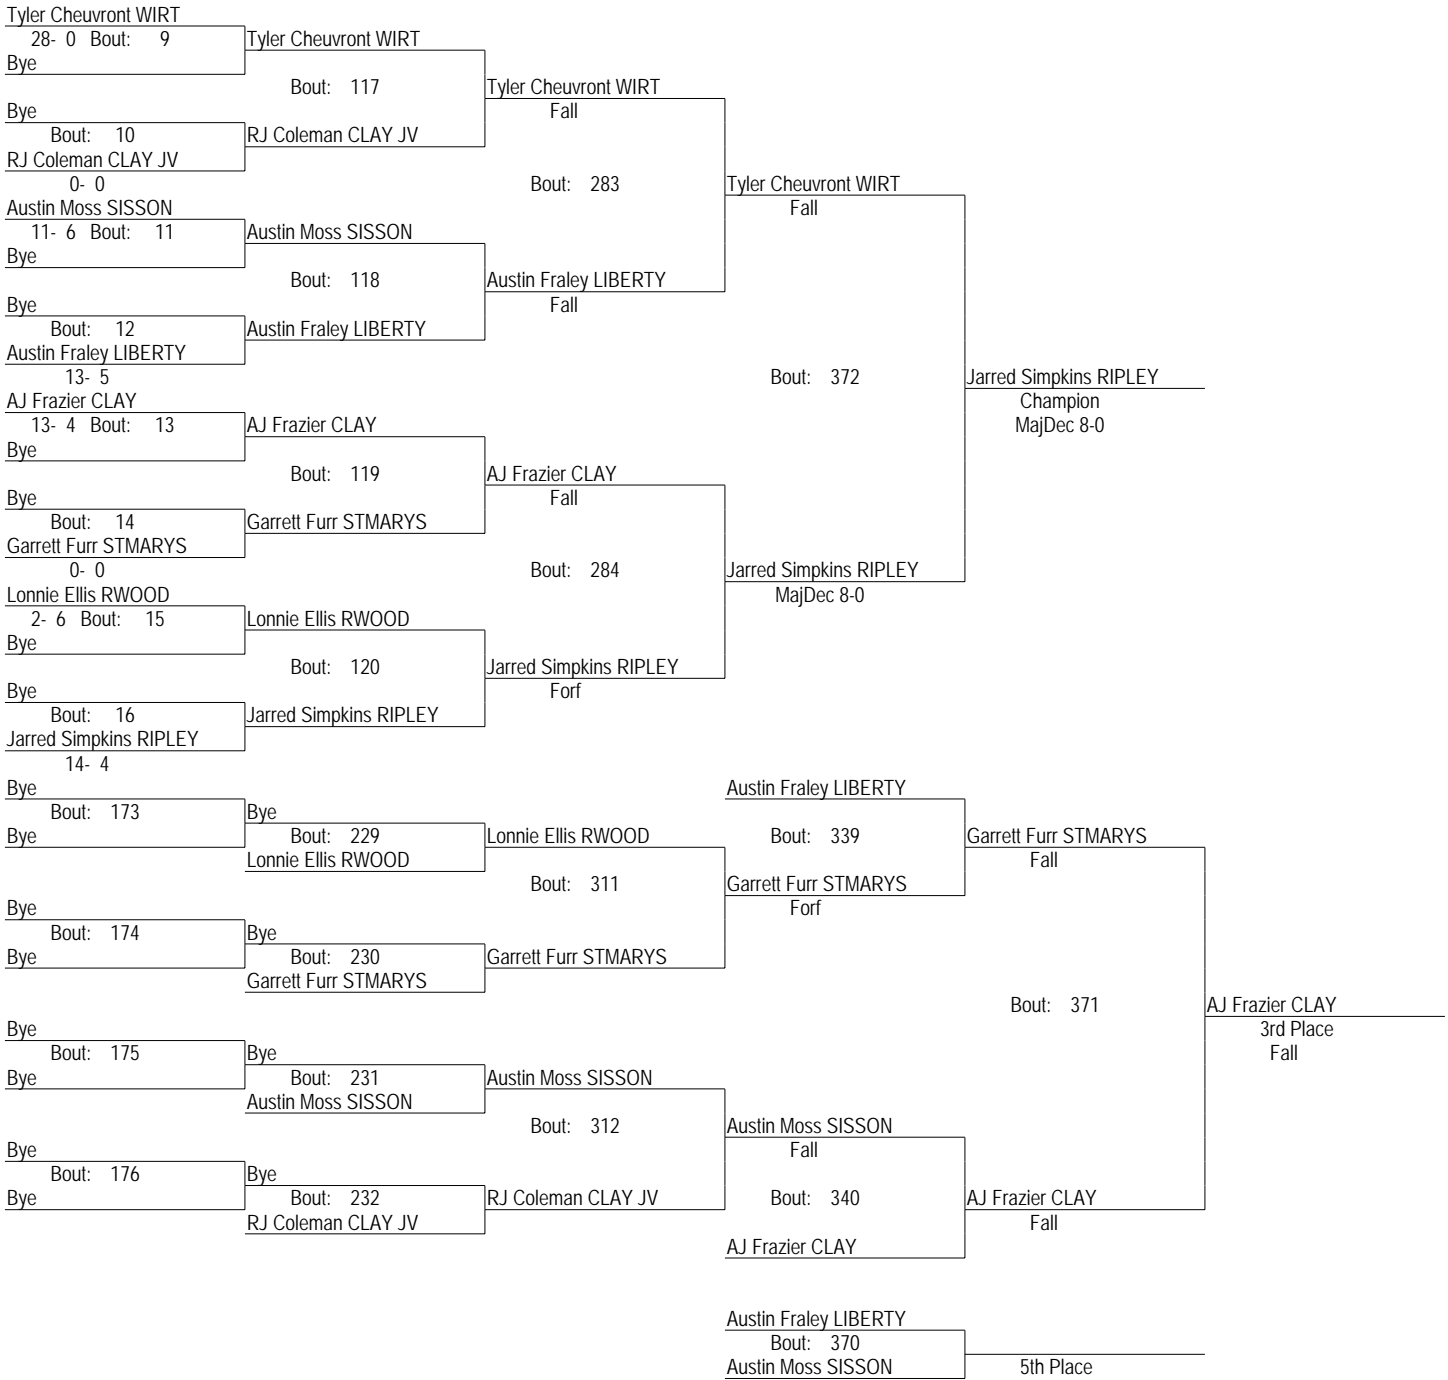 Tyler Cheuvront WIRT
28- 0 Bout: 9
Tyler Cheuvront WIRT
Bye
Bout: 117
Tyler Cheuvront WIRT
Bye
Fall
Bout: 10
RJ Coleman CLAY JV
RJ Coleman CLAY JV
0- 0
Bout: 283
Tyler Cheuvront WIRT
Austin Moss SISSON
Fall
11- 6 Bout: 11
Austin Moss SISSON
Bye
Bout: 118
Austin Fraley LIBERTY
Bye
Fall
Bout: 12
Austin Fraley LIBERTY
Austin Fraley LIBERTY
13- 5
Bout: 372
Jarred Simpkins RIPLEY
AJ Frazier CLAY
Champion
13- 4 Bout: 13
AJ Frazier CLAY
MajDec 8-0
Bye
Bout: 119
AJ Frazier CLAY
Bye
Fall
Bout: 14
Garrett Furr STMARYS
Garrett Furr STMARYS
0- 0
Bout: 284
Jarred Simpkins RIPLEY
Lonnie Ellis RWOOD
MajDec 8-0
2- 6 Bout: 15
Lonnie Ellis RWOOD
Bye
Bout: 120
Jarred Simpkins RIPLEY
Bye
Forf
Bout: 16
Jarred Simpkins RIPLEY
Jarred Simpkins RIPLEY
14- 4
Bye
Austin Fraley LIBERTY
Bout: 173
Bye
Bye
Bout: 229
Lonnie Ellis RWOOD
Bout: 339
Garrett Furr STMARYS
Lonnie Ellis RWOOD
Fall
Bout: 311
Garrett Furr STMARYS
Bye
Forf
Bout: 174
Bye
Bye
Bout: 230
Garrett Furr STMARYS
Garrett Furr STMARYS
Bout: 371
AJ Frazier CLAY
Bye
3rd Place
Bout: 175
Bye
Fall
Bye
Bout: 231
Austin Moss SISSON
Austin Moss SISSON
Bout: 312
Austin Moss SISSON
Bye
Fall
Bout: 176
Bye
Bye
Bout: 232
RJ Coleman CLAY JV
Bout: 340
AJ Frazier CLAY
RJ Coleman CLAY JV
Fall
AJ Frazier CLAY
Austin Fraley LIBERTY
Bout: 370
Austin Moss SISSON
5th Place